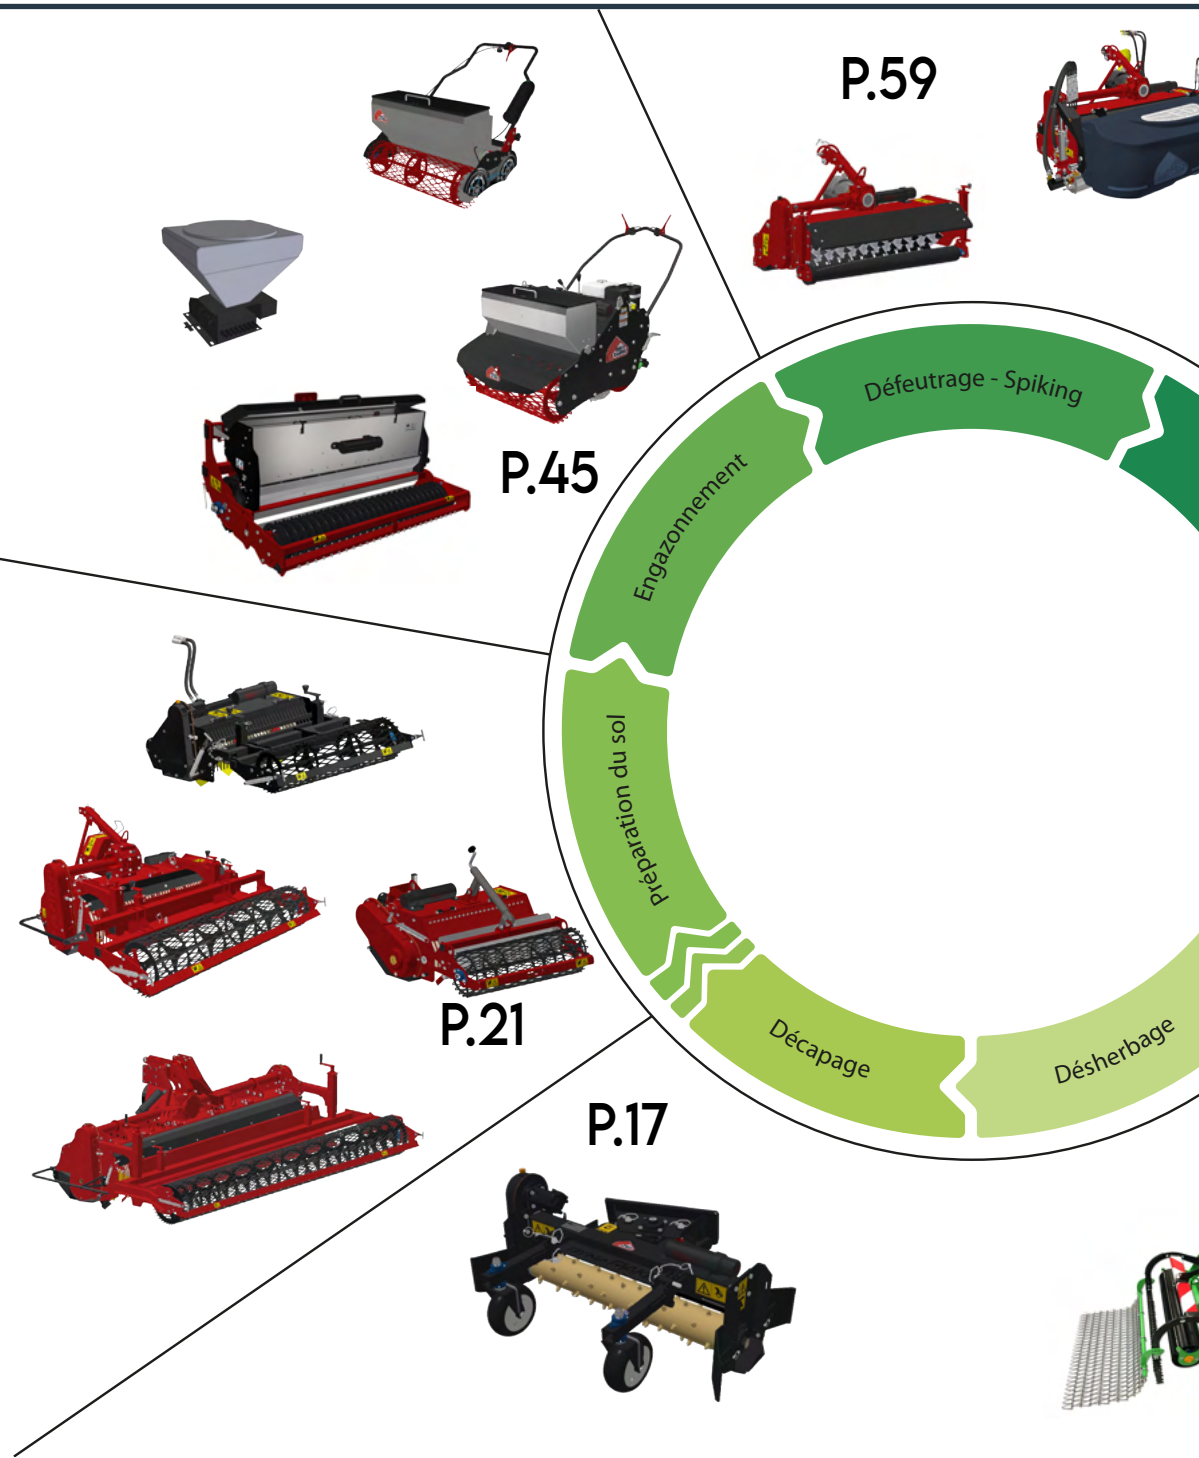 P.59
Défeutrage - Spiking
P.45
Engazonnement
Préparation du sol
P.21
Décapage
Désherbage
P.17